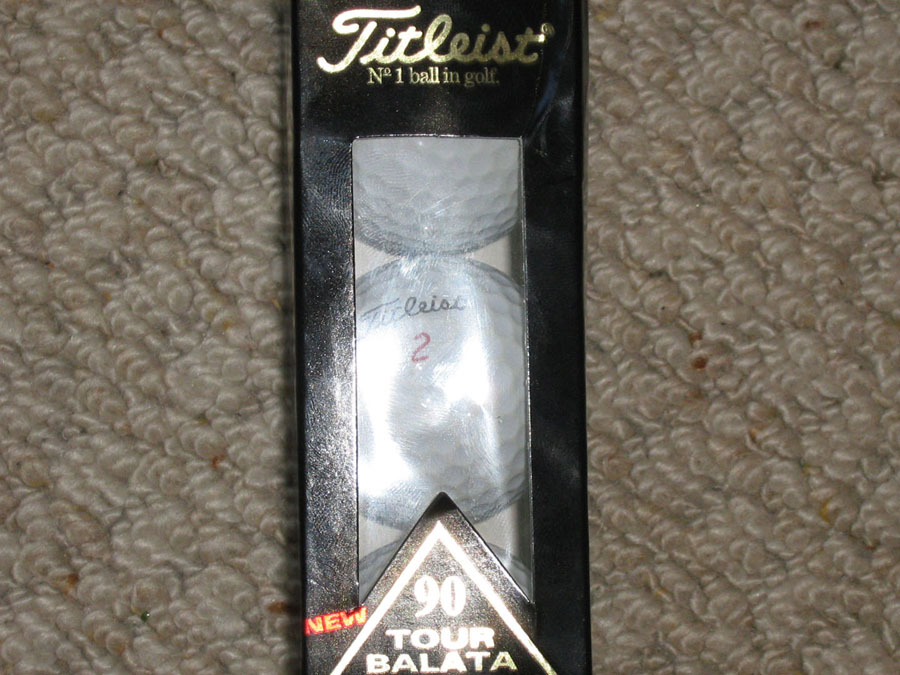 Titleist®
Nº 1 ball in golf.
Titleist
2
90
NEW
TOUR
BALATA